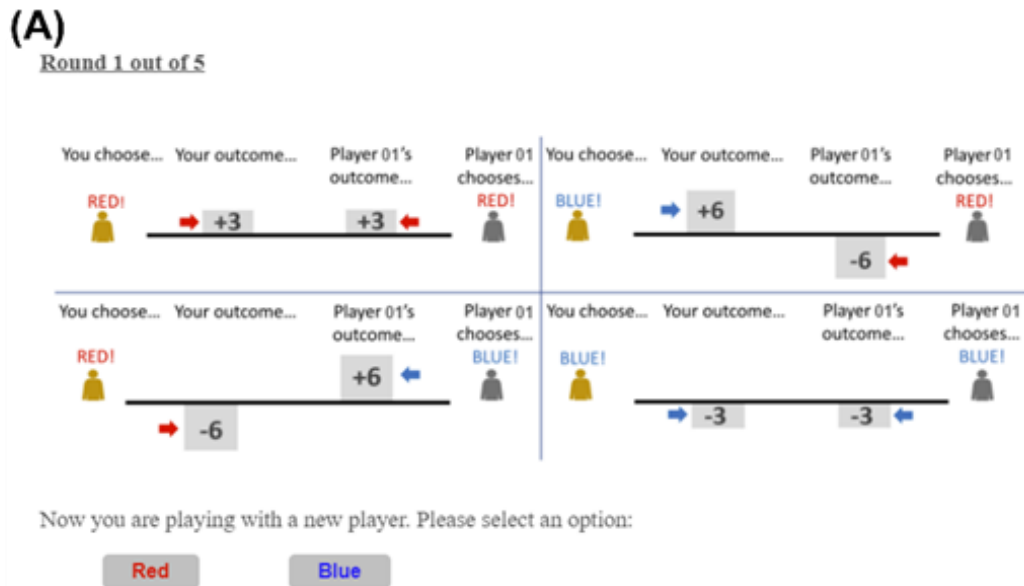 (A)
Round 1 out of 5
You choose... Your outcome... Player 01's outcome... Player 01 chooses...
RED! RED!
+3 +3
You choose... Your outcome... Player 01's outcome... Player 01 chooses...
BLUE! RED!
+6
-6
You choose... Your outcome... Player 01's outcome... Player 01 chooses...
RED! BLUE!
+6
-6
You choose... Your outcome... Player 01's outcome... Player 01 chooses...
BLUE! BLUE!
-3 -3
Now you are playing with a new player. Please select an option:
Red Blue